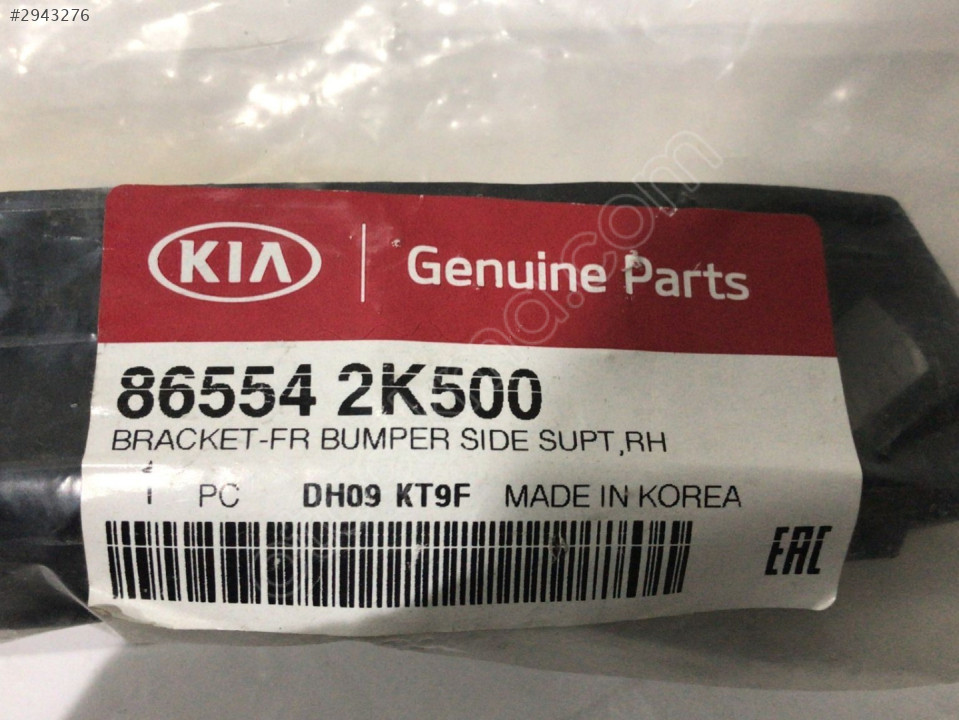 #2943276
KIA
Genuine Parts
86554 2K500
BRACKET-FR BUMPER SIDE SUPT,RH
1 PC DH09 KT9F MADE IN KOREA
EAC